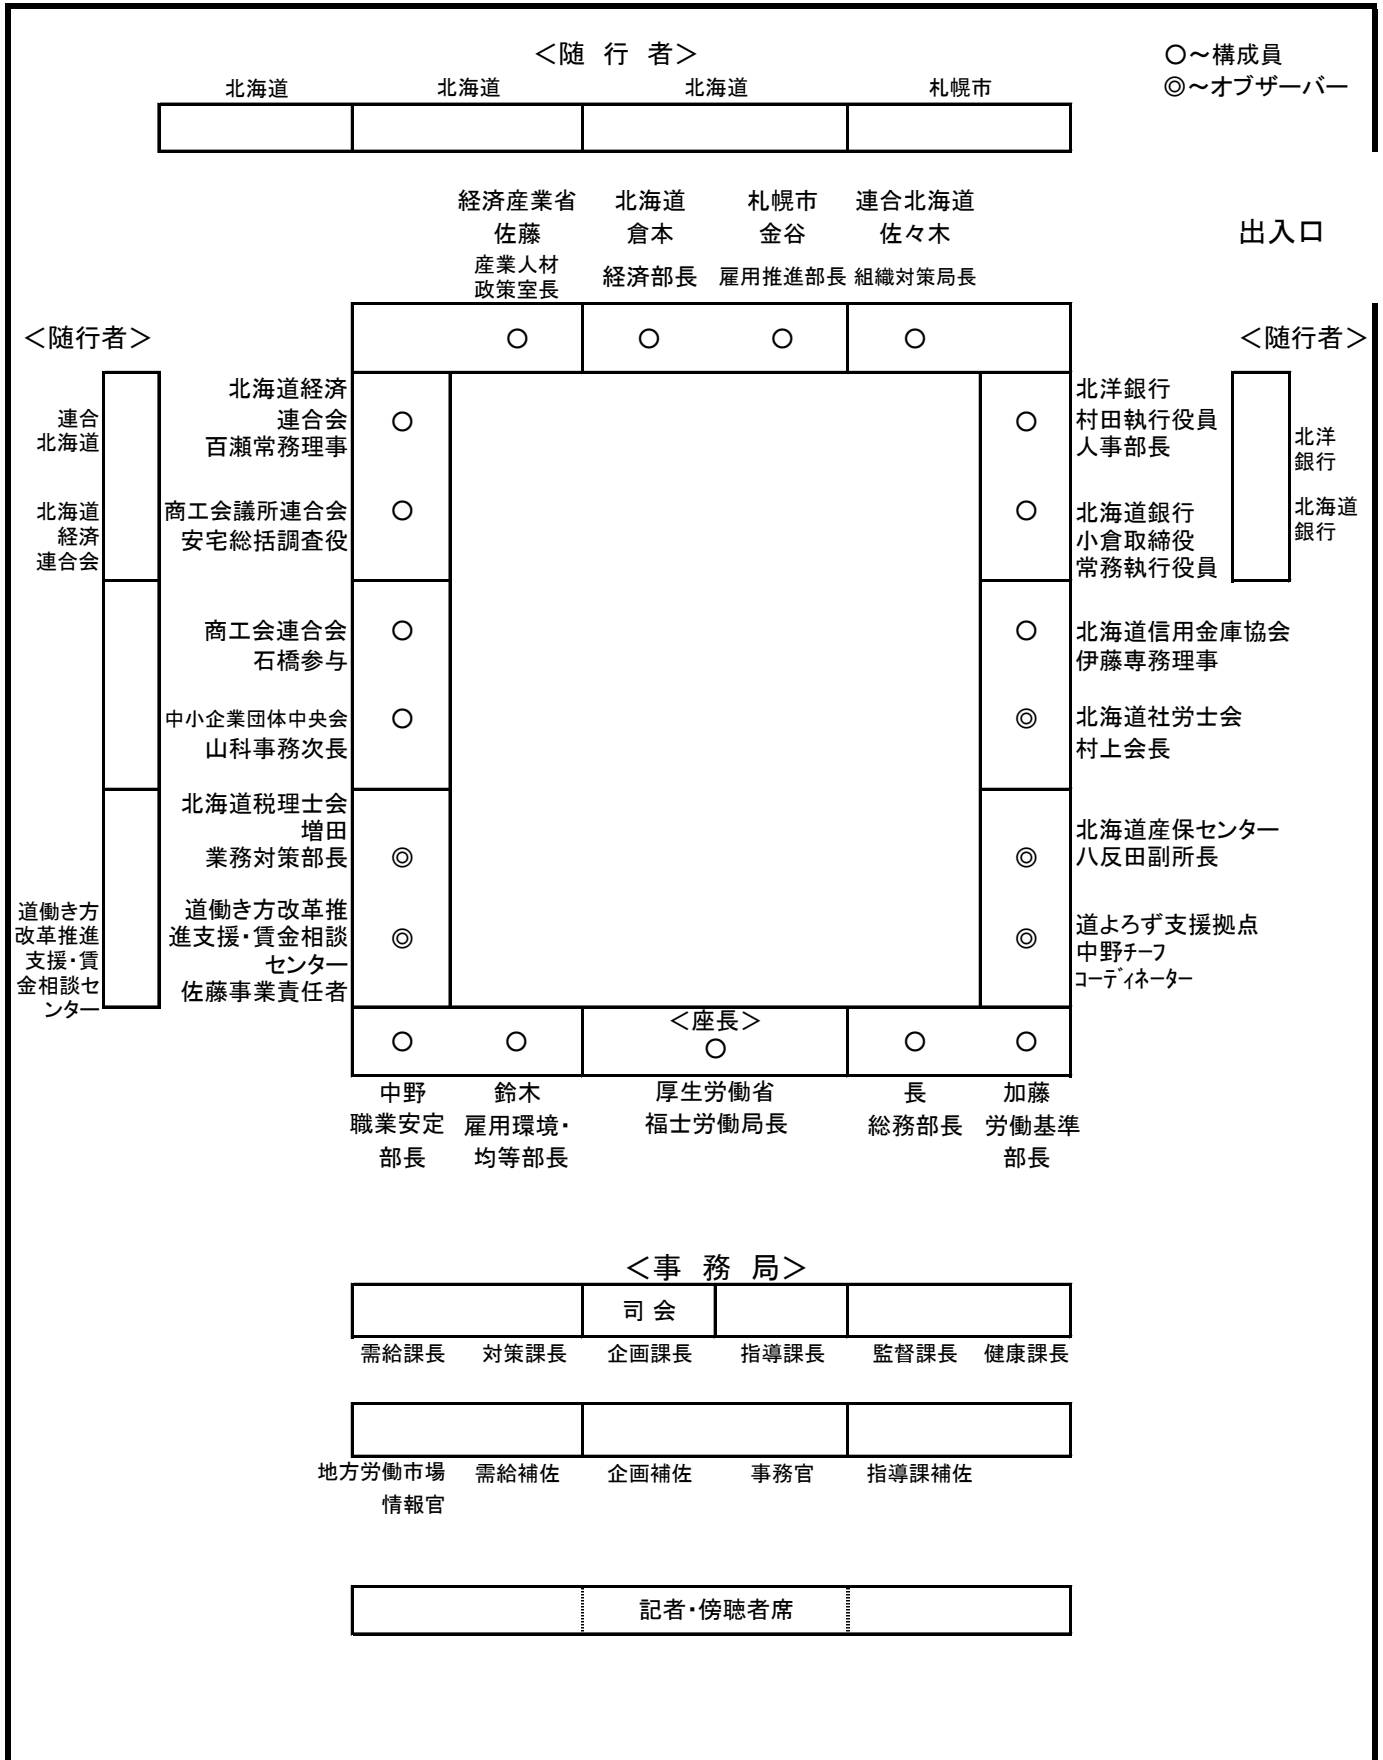 ＜随 行 者＞
○～構成員
◎～オブザーバー
北海道
北海道
北海道
札幌市
経済産業省
佐藤
産業人材
政策室長
北海道
倉本
経済部長
札幌市
金谷
雇用推進部長
連合北海道
佐々木
組織対策局長
出入口
○
○
○
○
＜随行者＞
連合
北海道
北海道
経済
連合会
道働き方
改革推進
支援・賃
金相談セ
ンター
北海道経済
連合会
百瀬常務理事
○
商工会議所連合会
安宅総括調査役
○
商工会連合会
石橋参与
○
中小企業団体中央会
山科事務次長
○
北海道税理士会
増田
業務対策部長
◎
道働き方改革推
進支援・賃金相談
センター
佐藤事業責任者
◎
○
北洋銀行
村田執行役員
人事部長
○
北海道銀行
小倉取締役
常務執行役員
○
北海道信用金庫協会
伊藤専務理事
◎
北海道社労士会
村上会長
◎
北海道産保センター
八反田副所長
◎
道よろず支援拠点
中野チーフ
コーディネーター
＜随行者＞
北洋
銀行
北海道
銀行
＜座長＞
○
○
○
○
○
中野
職業安定
部長
鈴木
雇用環境・
均等部長
厚生労働省
福士労働局長
長
総務部長
加藤
労働基準
部長
＜事 務 局＞
司 会
需給課長
対策課長
企画課長
指導課長
監督課長
健康課長
地方労働市場
情報官
需給補佐
企画補佐
事務官
指導課補佐
記者・傍聴者席